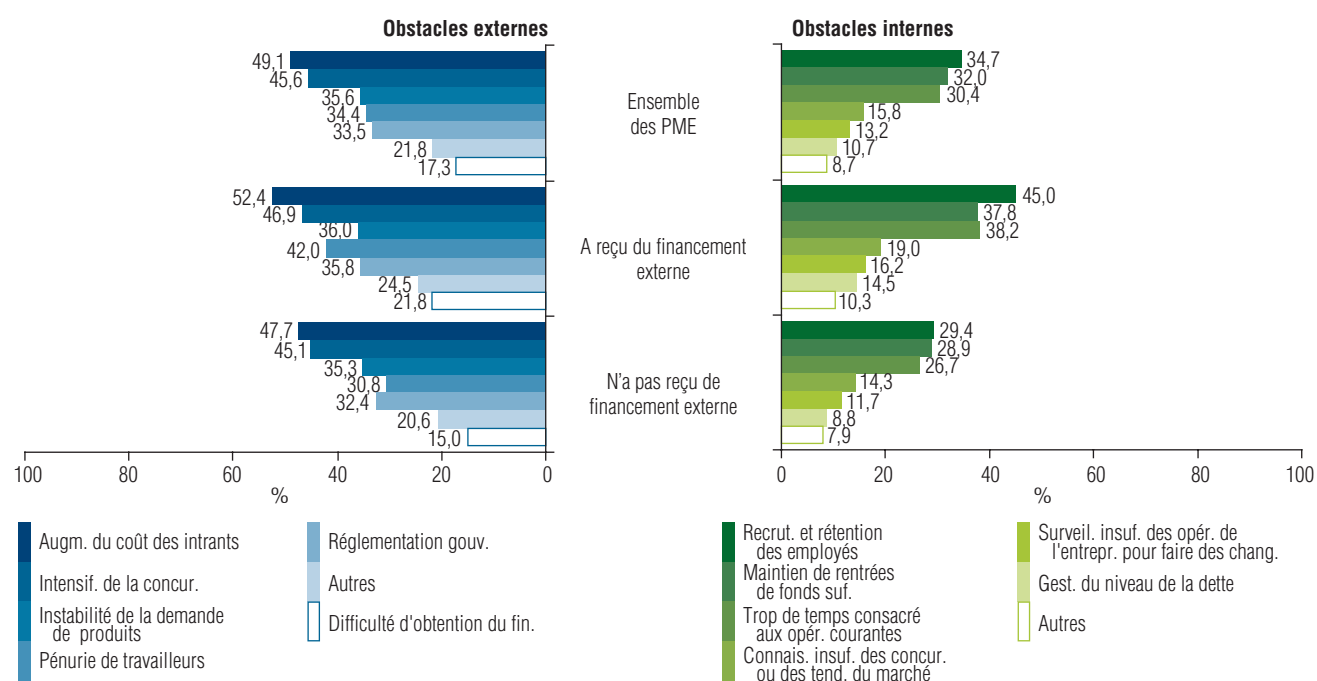 Obstacles externes
Obstacles internes
49,1
45,6
35,6
34,4
33,5
21,8
17,3
Ensemble
des PME
34,7
32,0
30,4
15,8
13,2
10,7
8,7
52,4
46,9
36,0
42,0
35,8
24,5
21,8
A reçu du financement
externe
45,0
37,8
38,2
19,0
16,2
14,5
10,3
47,7
45,1
35,3
30,8
32,4
20,6
15,0
N'a pas reçu de
financement externe
29,4
28,9
26,7
14,3
11,7
8,8
7,9
100 80 60 40 20 0
%
0 20 40 60 80 100
%
Augm. du coût des intrants
Intensif. de la concur.
Instabilité de la demande
de produits
Pénurie de travailleurs
Réglementation gouv.
Autres
Difficulté d'obtention du fin.
Recrut. et rétention
des employés
Maintien de rentrées
de fonds suf.
Trop de temps consacré
aux opér. courantes
Connais. insuf. des concur.
ou des tend. du marché
Surveil. insuf. des opér. de
l'entrepr. pour faire des chang.
Gest. du niveau de la dette
Autres